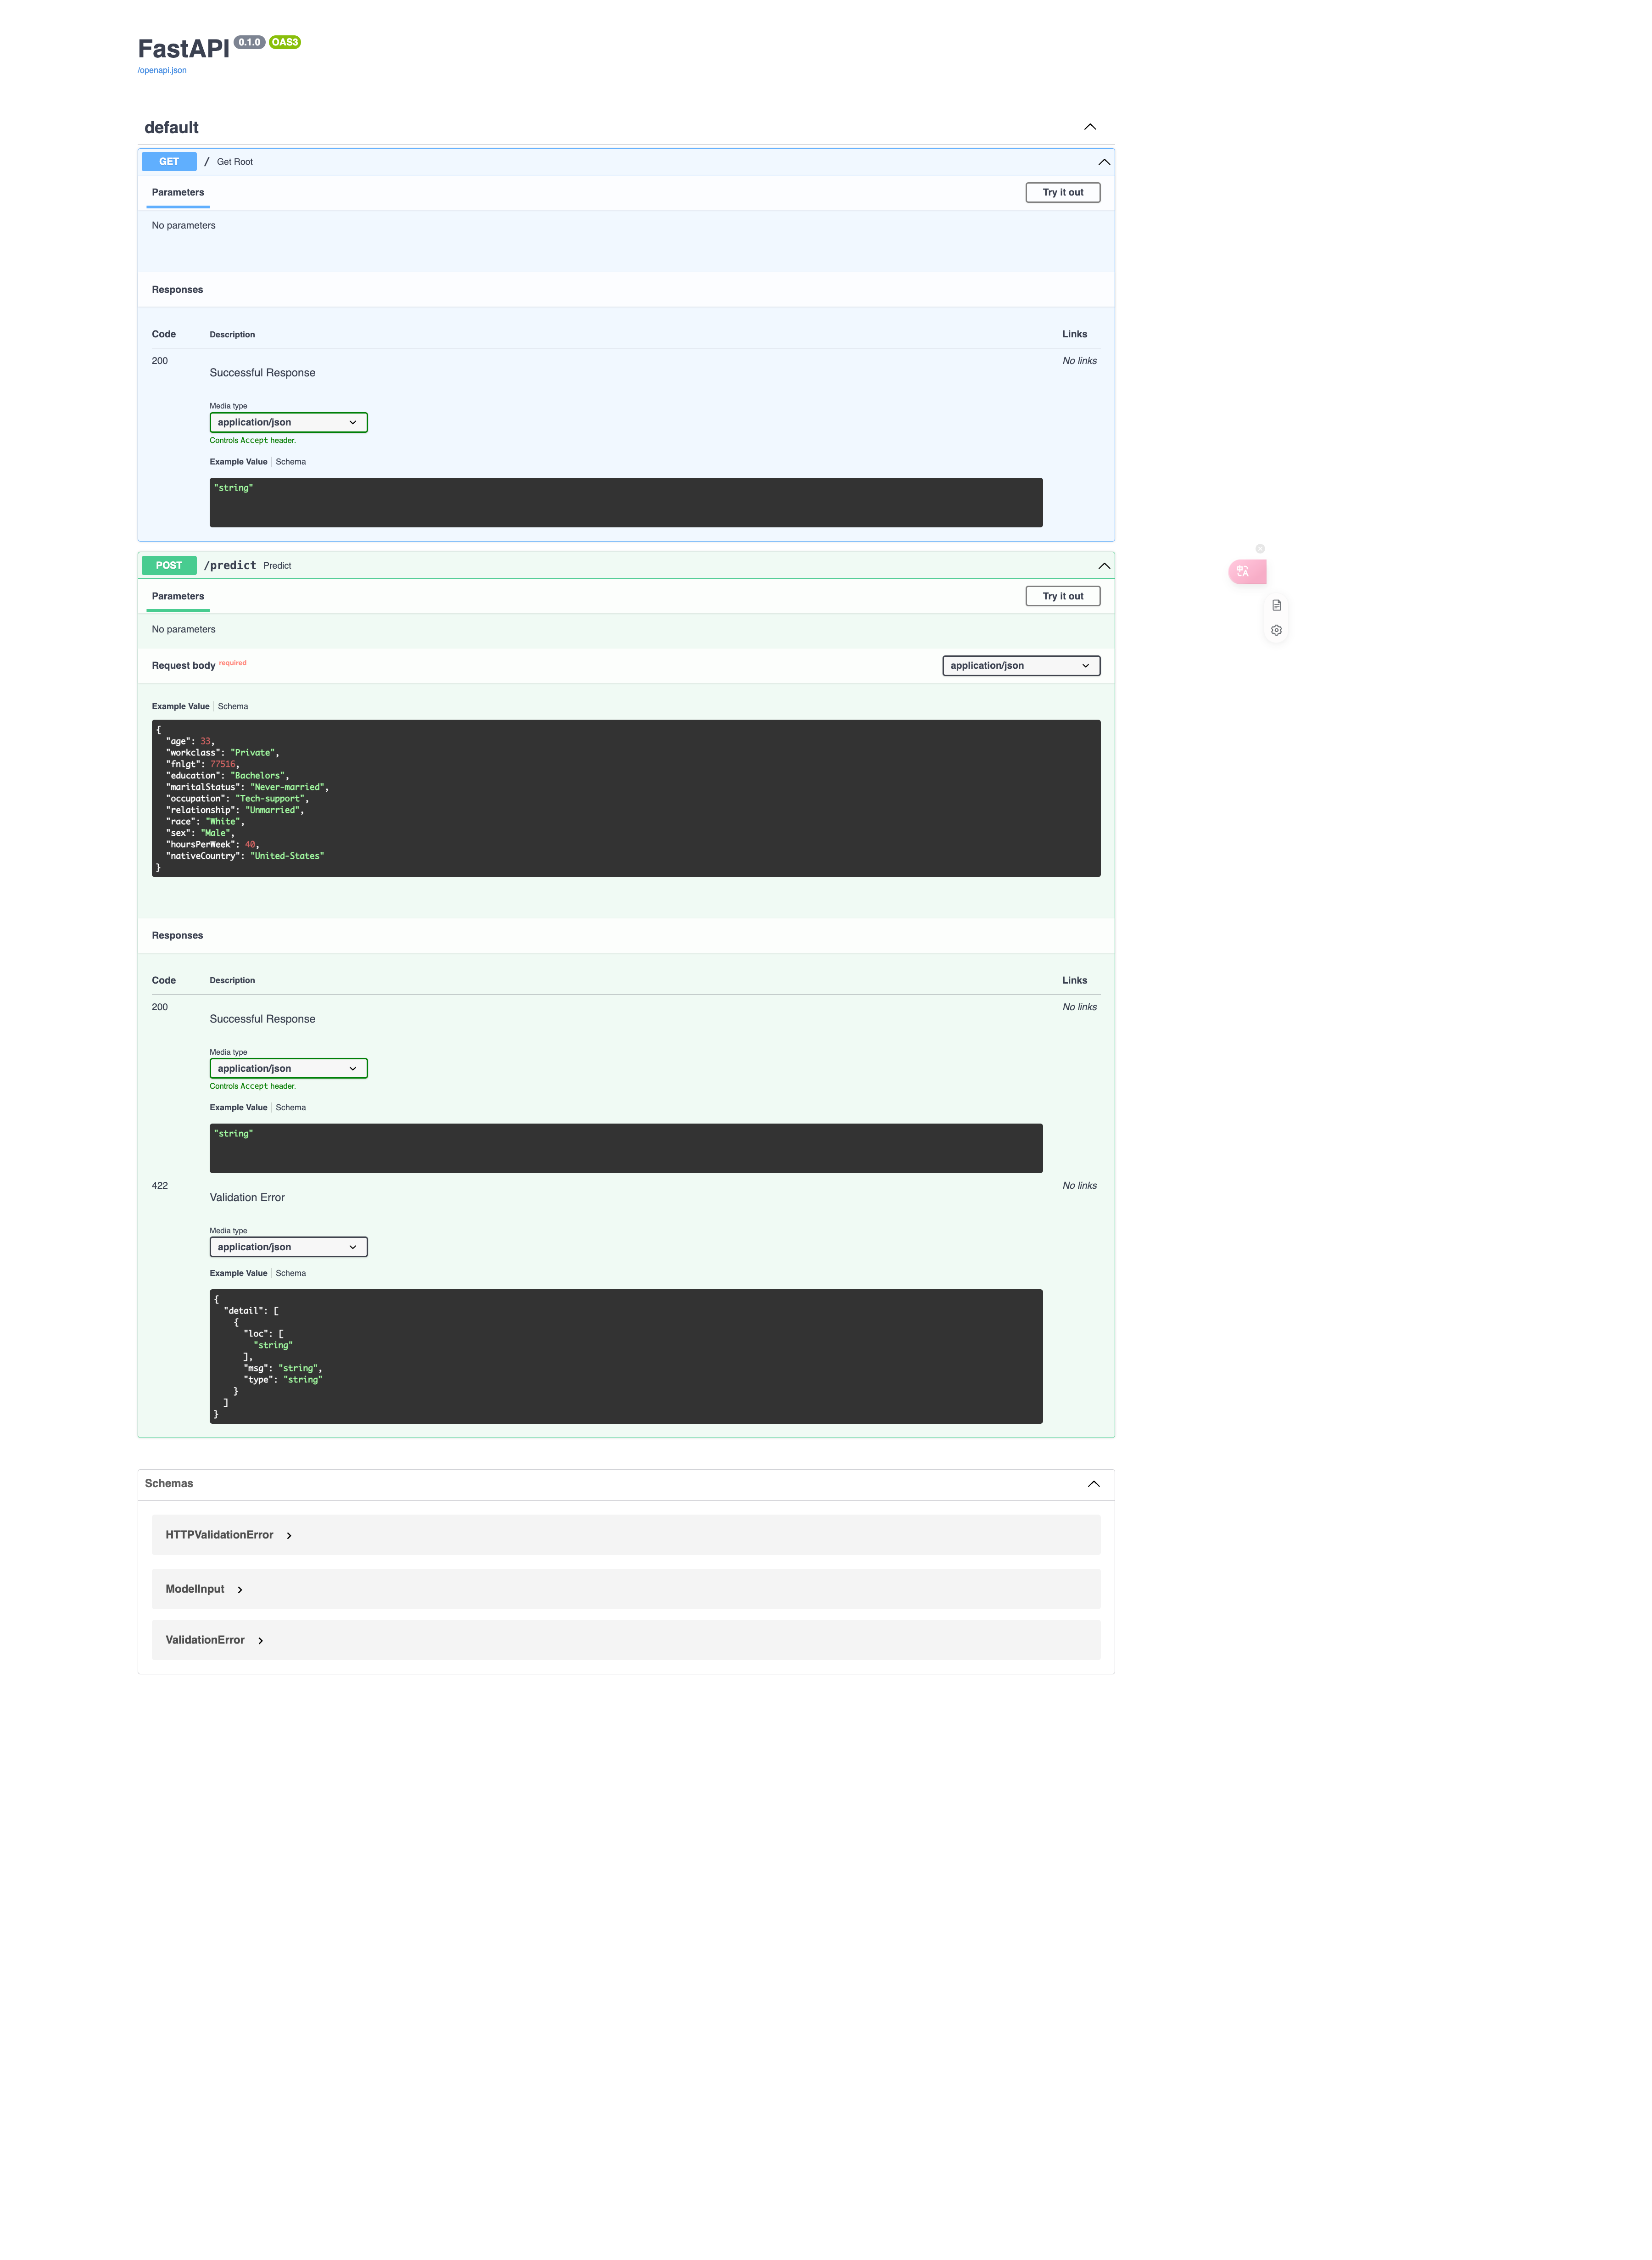 FastAPI 0.1.0 OAS3
/openapi.json
default
GET / Get Root
Parameters Try it out
No parameters
Responses
Code Description Links
200 No links
Successful Response
Media type
application/json
Controls Accept header.
Example Value Schema
"string"
POST /predict Predict
Parameters Try it out
No parameters
Request body required application/json
Example Value Schema
{
  "age": 33,
  "workclass": "Private",
  "fnlgt": 77516,
  "education": "Bachelors",
  "maritalStatus": "Never-married",
  "occupation": "Tech-support",
  "relationship": "Unmarried",
  "race": "White",
  "sex": "Male",
  "hoursPerWeek": 40,
  "nativeCountry": "United-States"
}
Responses
Code Description Links
200 No links
Successful Response
Media type
application/json
Controls Accept header.
Example Value Schema
"string"
422 No links
Validation Error
Media type
application/json
Example Value Schema
{
  "detail": [
    {
      "loc": [
        "string"
      ],
      "msg": "string",
      "type": "string"
    }
  ]
}
Schemas
HTTPValidationError
ModelInput
ValidationError